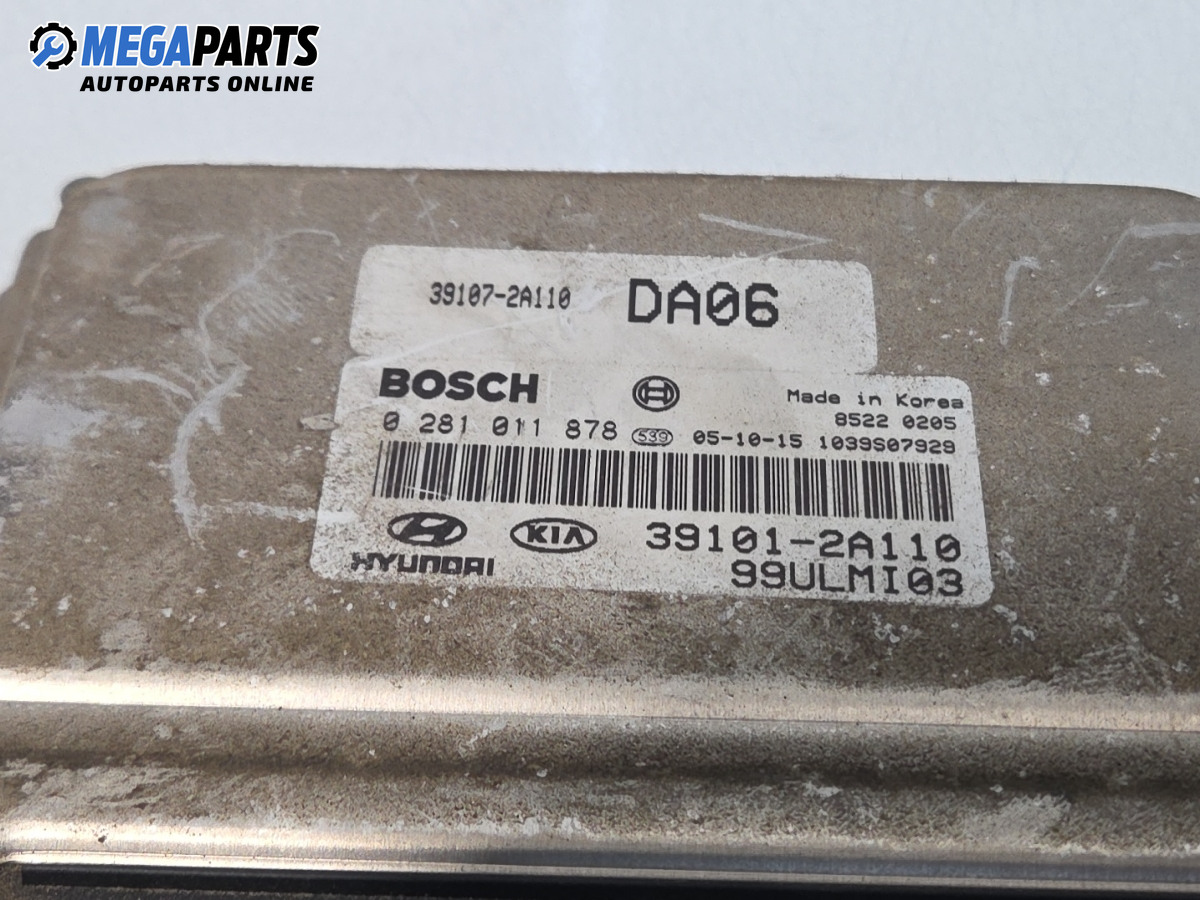 MEGAPARTS
AUTOPARTS ONLINE
39107-2A110 DA06
BOSCH
Made in Korea
8522 0205
0 281 011 878 539 05-10-15 1039S07929
HYUNDAI KIA 39101-2A110
99ULMI03